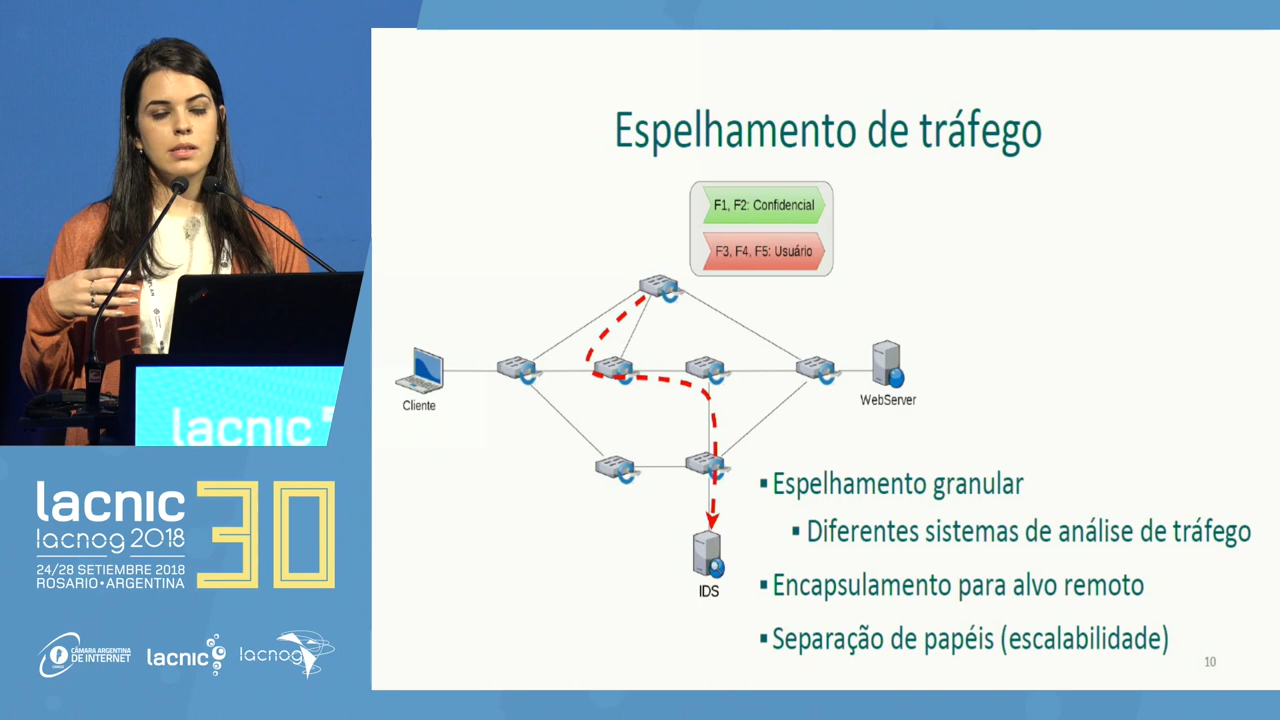 Espelhamento de tráfego
F1, F2: Confidencial
F3, F4, F5: Usuário
Cliente
WebServer
IDS
▪ Espelhamento granular
▪ Diferentes sistemas de análise de tráfego
▪ Encapsulamento para alvo remoto
▪ Separação de papéis (escalabilidade)
10
lacnic
lacnic 30
lacnog 2018
24/28 SETIEMBRE 2018
ROSARIO • ARGENTINA
CÁMARA ARGENTINA
DE INTERNET
lacnic
lacnog